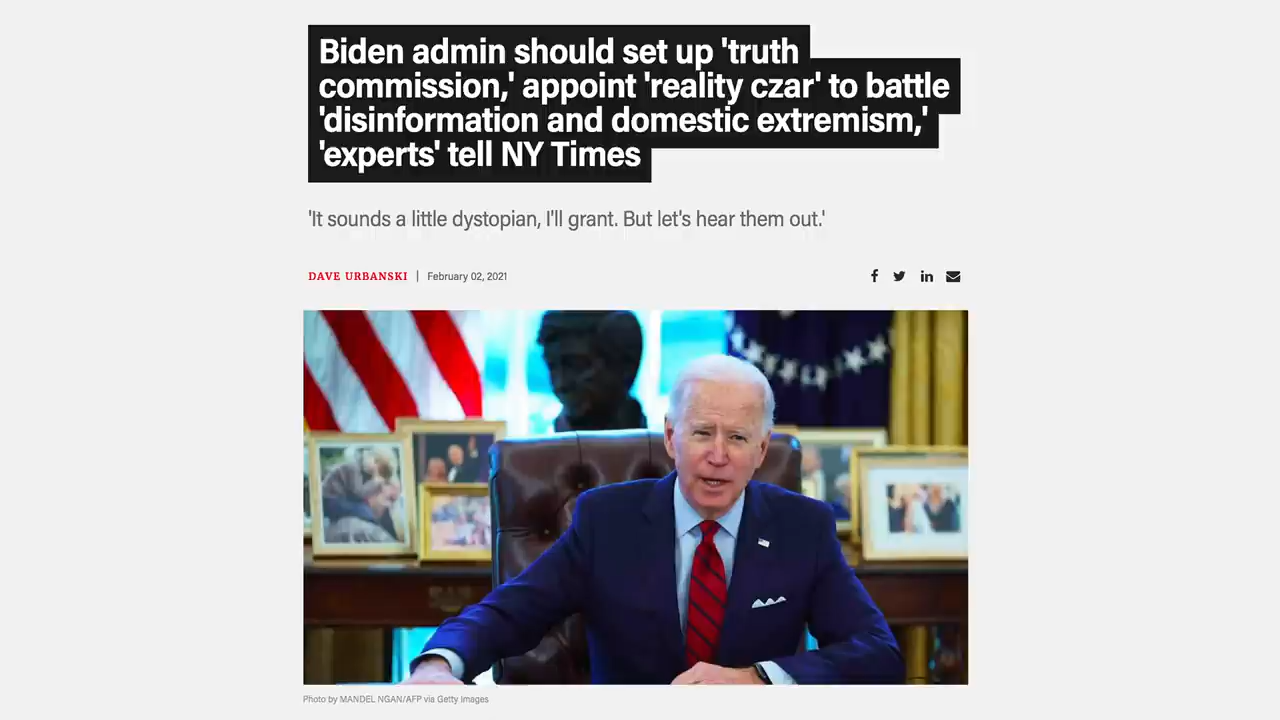 Biden admin should set up 'truth
commission,' appoint 'reality czar' to battle
'disinformation and domestic extremism,'
'experts' tell NY Times
'It sounds a little dystopian, I'll grant. But let's hear them out.'
DAVE URBANSKI | February 02, 2021
Photo by MANDEL NGAN/AFP via Getty Images